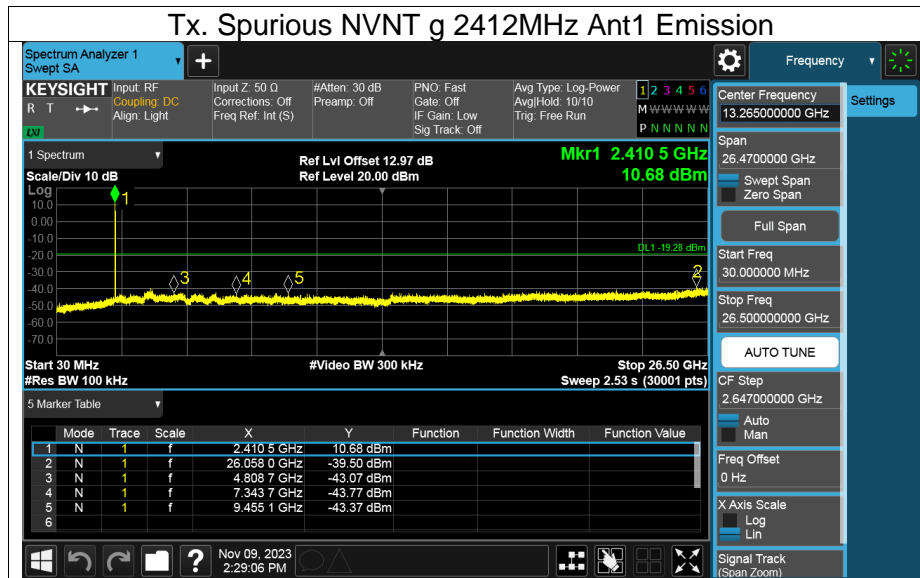 Tx. Spurious NVNT g 2412MHz Ant1 Emission
Spectrum Analyzer 1
Swept SA
+
Frequency
KEYSIGHT
R T
LXI
Input: RF
Coupling: DC
Align: Light
Input Z: 50 Ω
Corrections: Off
Freq Ref: Int (S)
#Atten: 30 dB
Preamp: Off
PNO: Fast
Gate: Off
IF Gain: Low
Sig Track: Off
Avg Type: Log-Power
Avg|Hold: 10/10
Trig: Free Run
1 2 3 4 5 6
M W W W W W
P N N N N N
1 Spectrum
Scale/Div 10 dB
Ref Lvl Offset 12.97 dB
Ref Level 20.00 dBm
Mkr1 2.410 5 GHz
10.68 dBm
Log
10.0
0.00
-10.0
-20.0
-30.0
-40.0
-50.0
-60.0
-70.0
1
DL1 -19.28 dBm
3
4
5
2
Start 30 MHz
#Video BW 300 kHz
Stop 26.50 GHz
#Res BW 100 kHz
Sweep 2.53 s (30001 pts)
5 Marker Table
Mode Trace Scale X Y Function Function Width Function Value
1 N 1 f 2.410 5 GHz 10.68 dBm
2 N 1 f 26.058 0 GHz -39.50 dBm
3 N 1 f 4.808 7 GHz -43.07 dBm
4 N 1 f 7.343 7 GHz -43.77 dBm
5 N 1 f 9.455 1 GHz -43.37 dBm
6
?
Nov 09, 2023
2:29:06 PM
Center Frequency
13.265000000 GHz
Settings
Span
26.4700000 GHz
Swept Span
Zero Span
Full Span
Start Freq
30.000000 MHz
Stop Freq
26.500000000 GHz
AUTO TUNE
CF Step
2.647000000 GHz
Auto
Man
Freq Offset
0 Hz
X Axis Scale
Log
Lin
Signal Track
(Span Zoom)